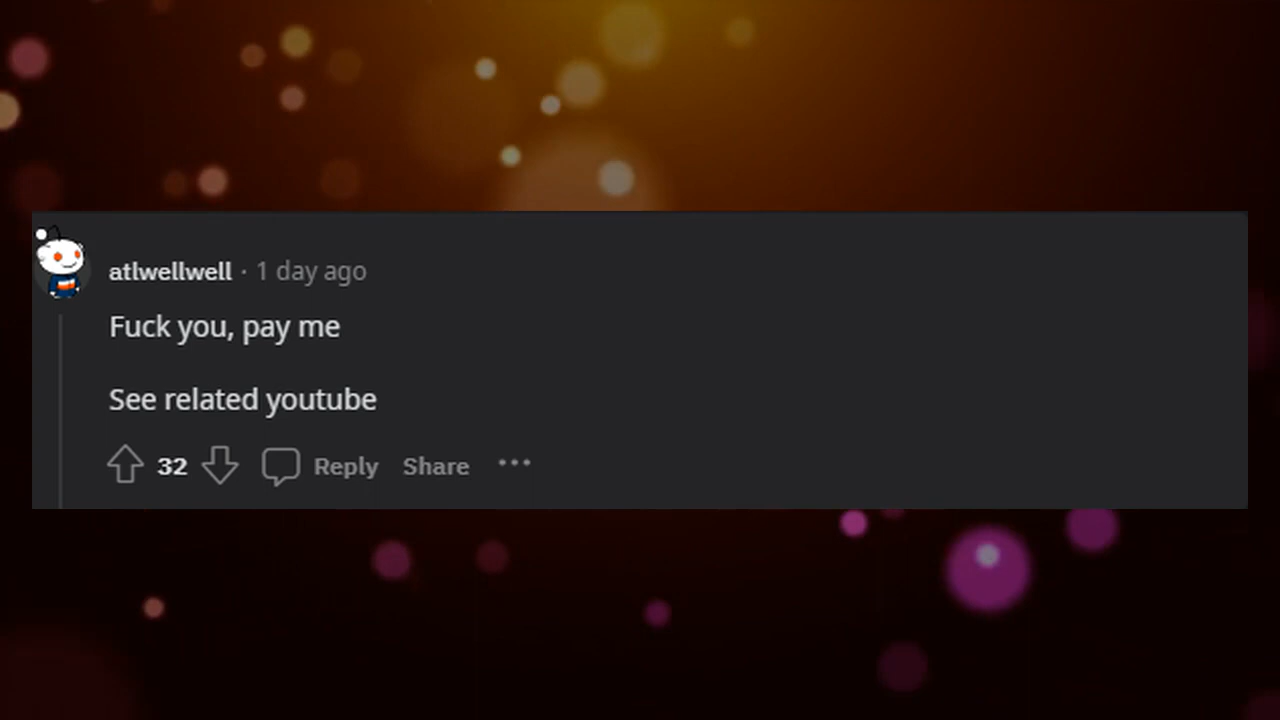 atlwellwell · 1 day ago
Fuck you, pay me
See related youtube
32 Reply Share ···